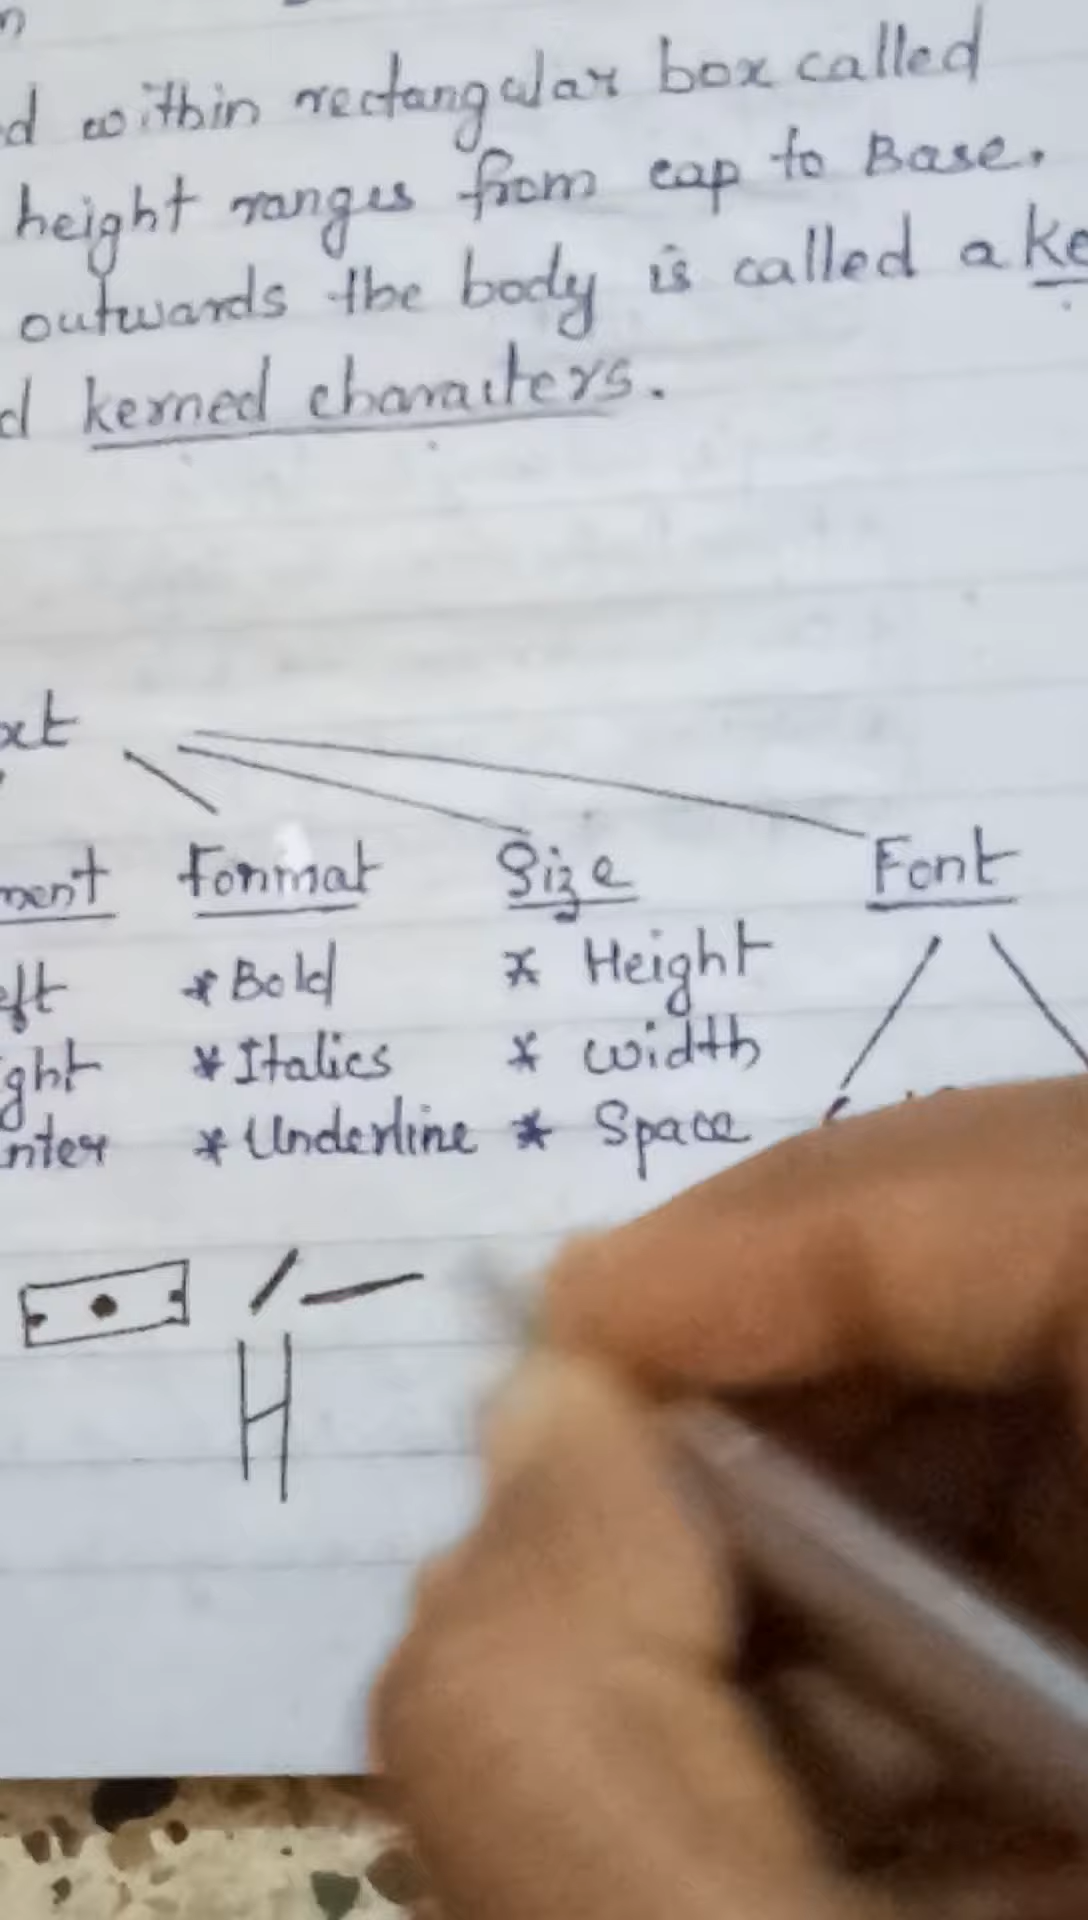 d within rectangular box called
height ranges from cap to Base.
outwards the body is called a ke
d kerned characters.
xt
ment Format Size Font
eft *Bold * Height
ght *Italics * width
nter *Underline * Space
H